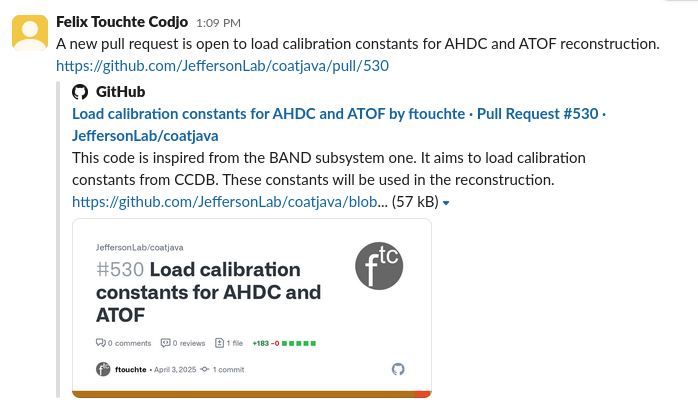 Felix Touchte Codjo 1:09 PM
A new pull request is open to load calibration constants for AHDC and ATOF reconstruction.
https://github.com/JeffersonLab/coatjava/pull/530
GitHub
Load calibration constants for AHDC and ATOF by ftouchte · Pull Request #530 ·
JeffersonLab/coatjava
This code is inspired from the BAND subsystem one. It aims to load calibration
constants from CCDB. These constants will be used in the reconstruction.
https://github.com/JeffersonLab/coatjava/blob... (57 kB)
JeffersonLab/coatjava
#530 Load calibration
constants for AHDC and
ATOF
ftc
0 comments 0 reviews 1 file +183 −0
ftouchte • April 3, 2025 1 commit